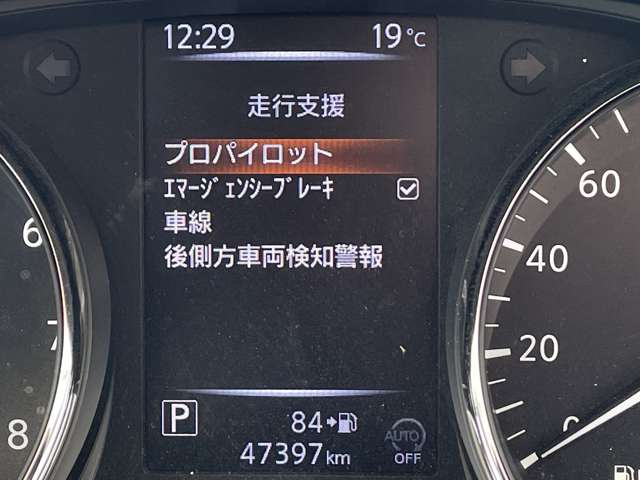 12:29 19°C
走行支援
プロパイロット
ｴﾏｰｼﾞｪﾝｼｰﾌﾞﾚｰｷ
車線
後側方車両検知警報
P 84
AUTO
OFF
47397 km
6
7
8
60
40
20
0